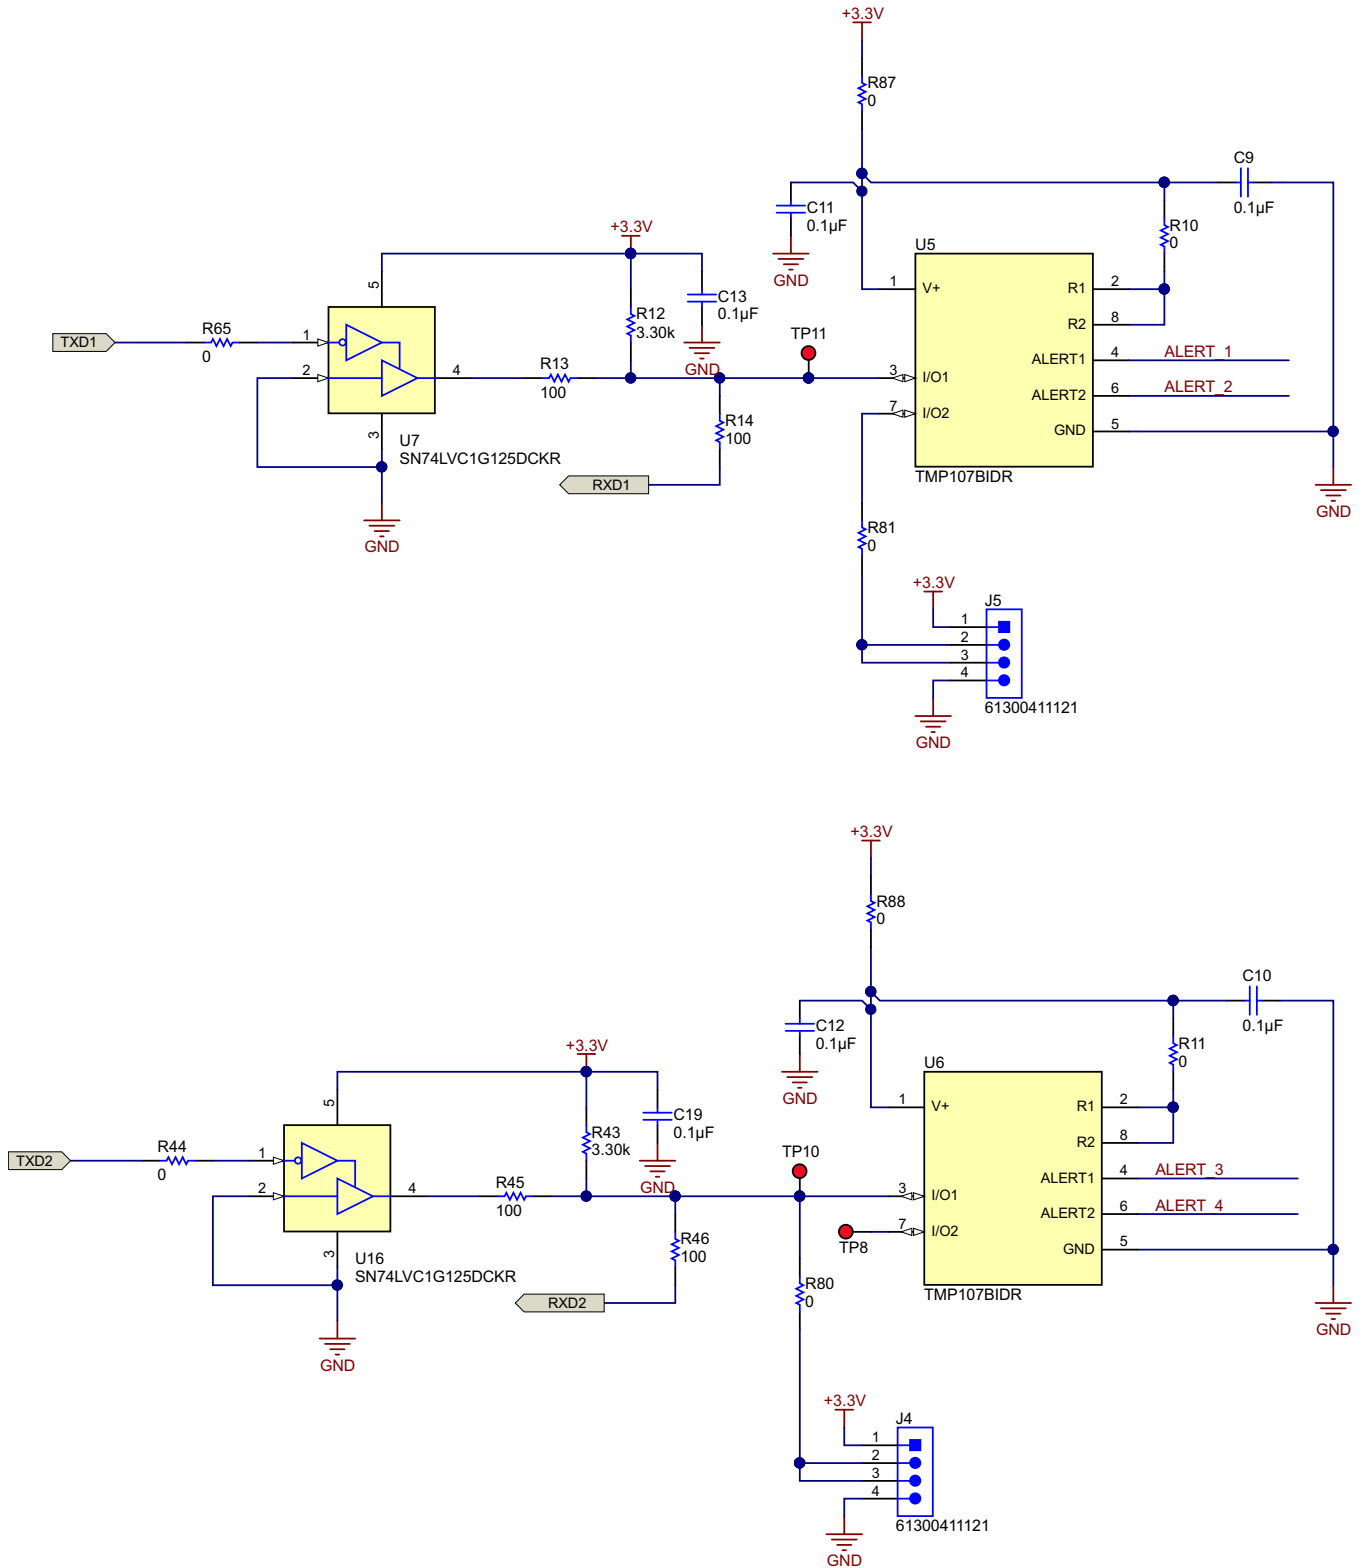 +3.3V
R87
0
C9
0.1µF
C11
0.1µF
GND
R10
0
U5
+3.3V
1
V+
R1
2
R2
8
5
C13
0.1µF
R12
3.30k
TXD1
R65
0
1
TP11
GND
ALERT1
4
ALERT_1
2
4
R13
100
3
I/O1
ALERT2
6
ALERT_2
7
I/O2
R14
100
GND
5
3
U7
SN74LVC1G125DCKR
TMP107BIDR
RXD1
GND
GND
R81
0
+3.3V
J5
1
2
3
4
61300411121
GND
+3.3V
R88
0
C10
0.1µF
C12
0.1µF
GND
R11
0
+3.3V
U6
5
1
V+
R1
2
C19
0.1µF
R43
3.30k
R2
8
TXD2
R44
0
1
TP10
GND
ALERT1
4
ALERT_3
2
4
R45
100
3
I/O1
ALERT2
6
ALERT_4
7
I/O2
TP8
R46
100
GND
5
3
U16
SN74LVC1G125DCKR
R80
0
TMP107BIDR
RXD2
GND
GND
+3.3V
J4
1
2
3
4
61300411121
GND